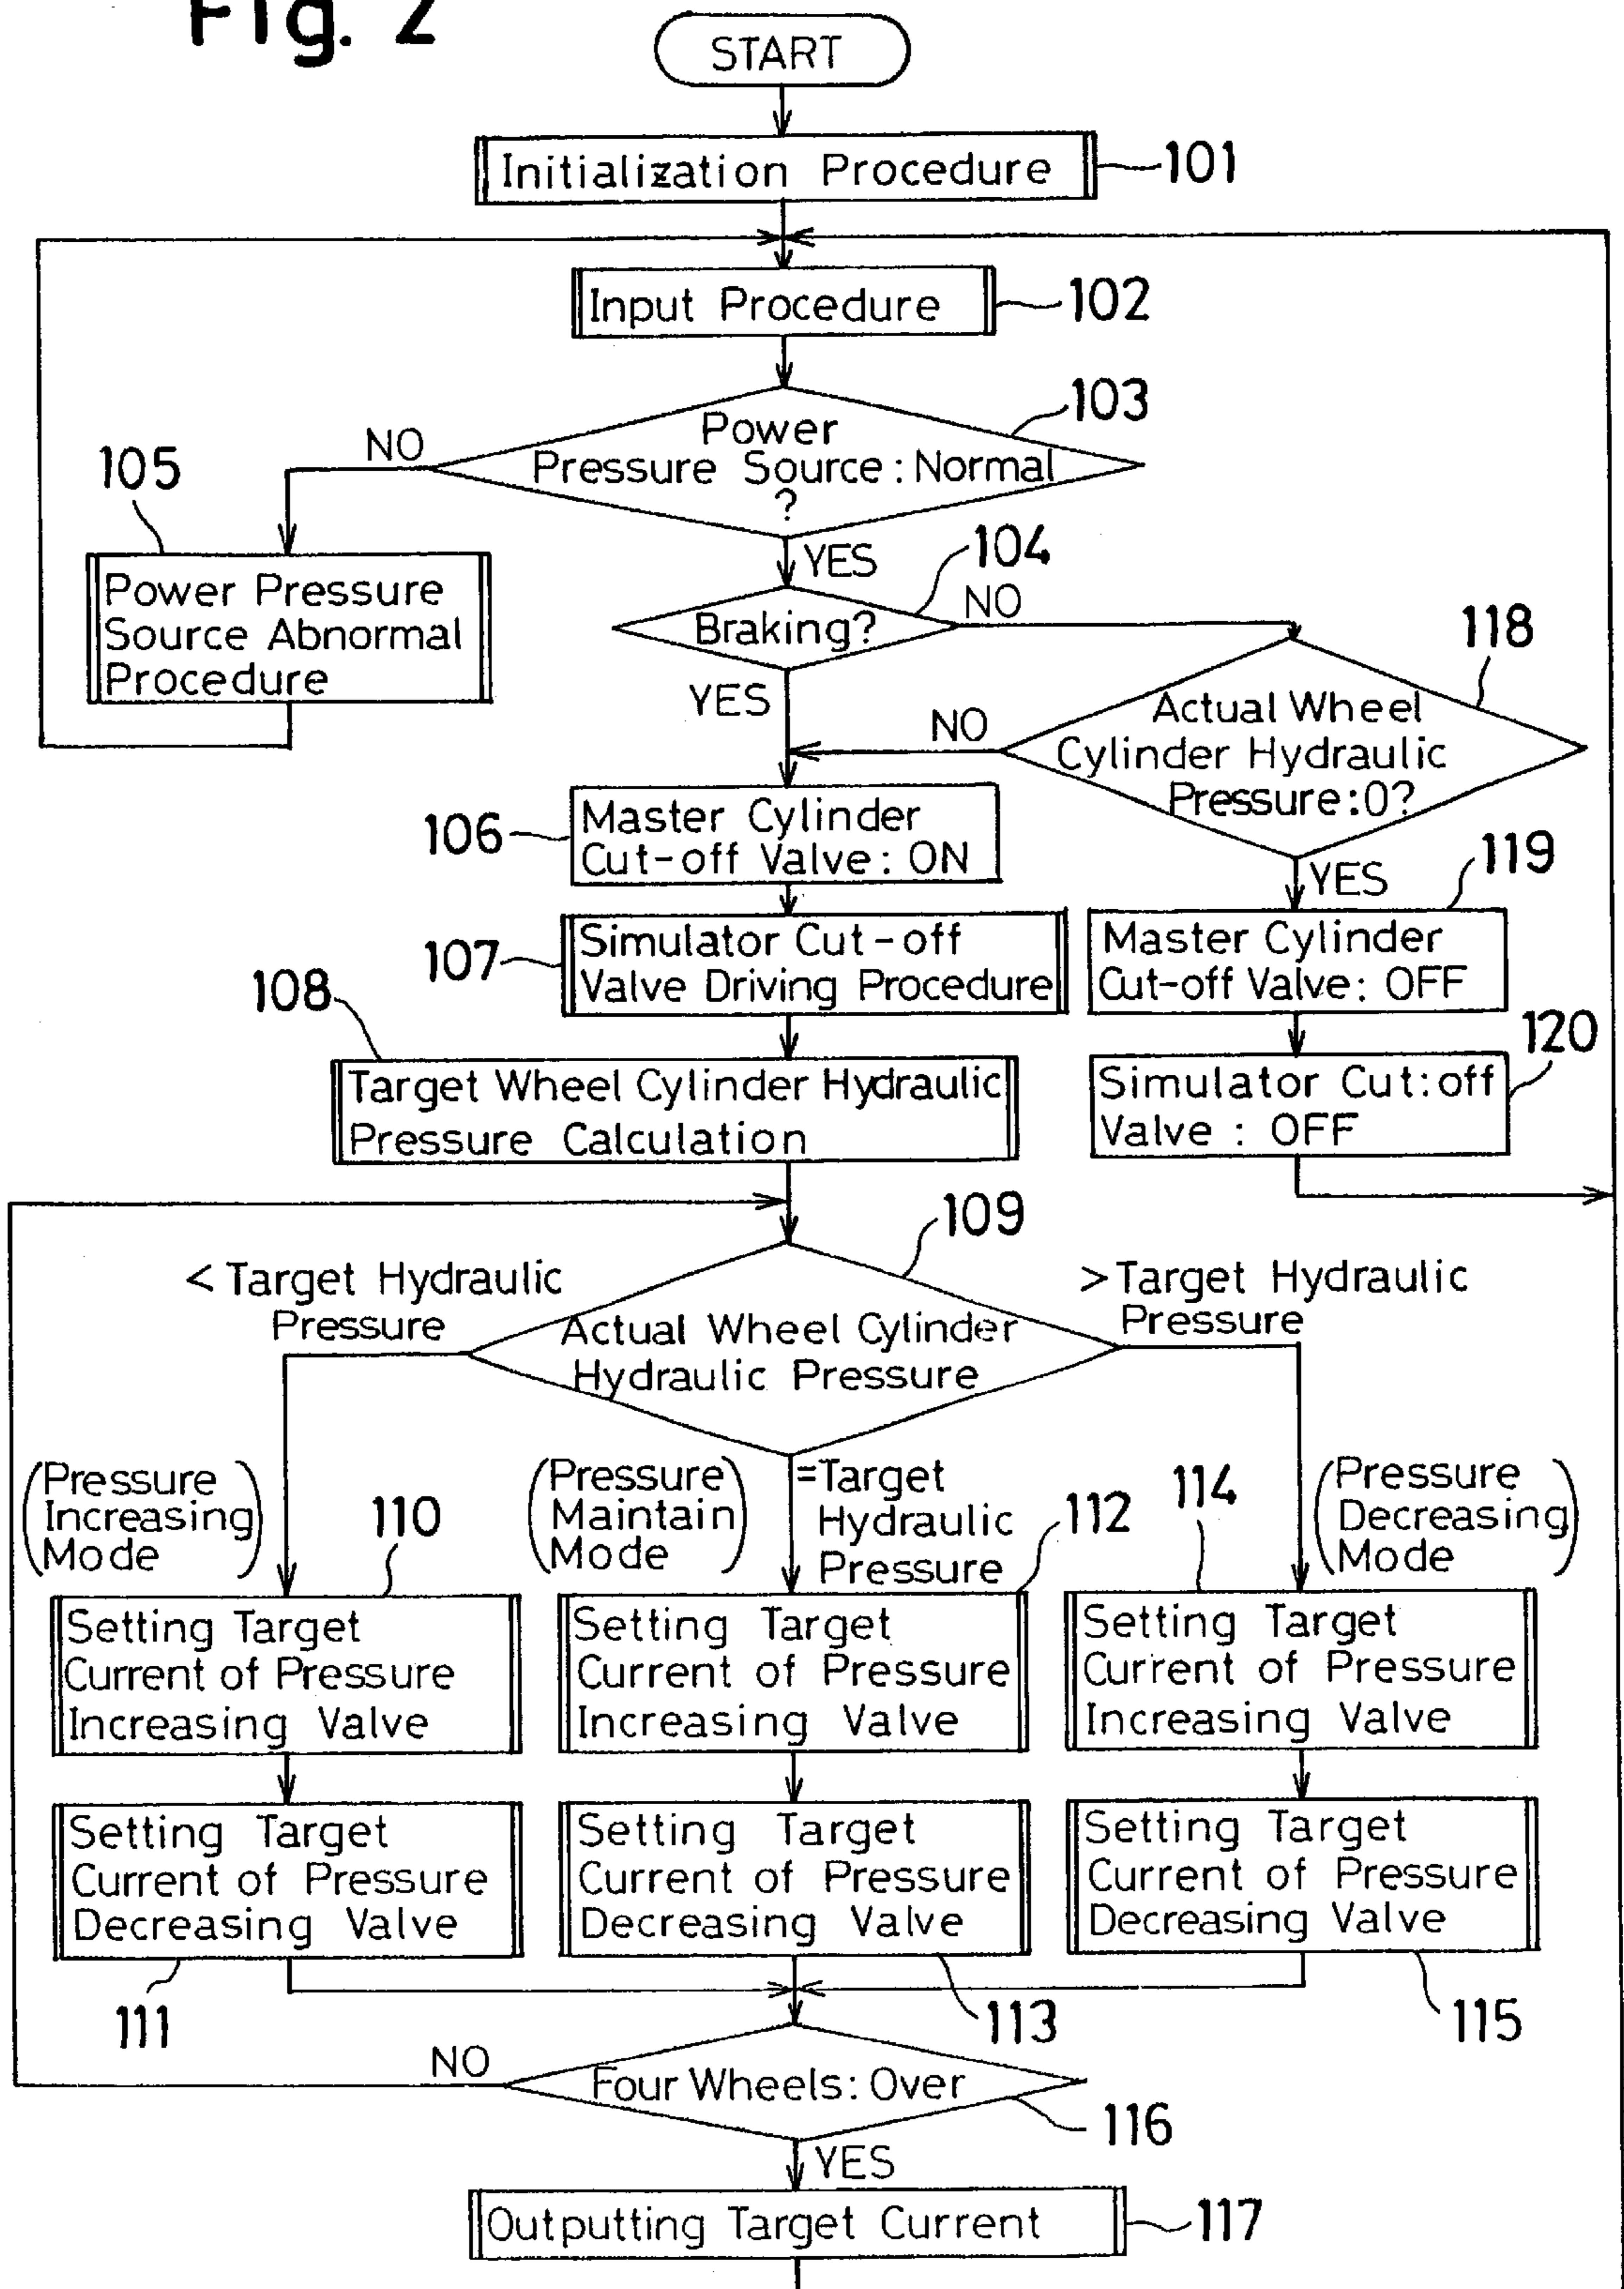 Fig. 2
START
Initialization Procedure
101
Input Procedure
102
103
Power
Pressure Source : Normal
?
NO
105
YES
104
Power Pressure
Source Abnormal
Procedure
Braking?
NO
118
YES
NO
Actual Wheel
Cylinder Hydraulic
Pressure:0?
106
Master Cylinder
Cut-off Valve : ON
YES
119
107
Simulator Cut-off
Valve Driving Procedure
Master Cylinder
Cut-off Valve: OFF
108
120
Target Wheel Cylinder Hydraulic
Pressure Calculation
Simulator Cut:off
Valve : OFF
109
< Target Hydraulic
Pressure
> Target Hydraulic
Pressure
Actual Wheel Cylinder
Hydraulic Pressure
(Pressure
Increasing
Mode)
110
(Pressure
Maintain
Mode)
=Target
Hydraulic
Pressure
112
114
(Pressure
Decreasing
Mode)
Setting Target
Current of Pressure
Increasing Valve
Setting Target
Current of Pressure
Increasing Valve
Setting Target
Current of Pressure
Increasing Valve
Setting Target
Current of Pressure
Decreasing Valve
Setting Target
Current of Pressure
Decreasing Valve
Setting Target
Current of Pressure
Decreasing Valve
111
113
115
NO
Four Wheels: Over
116
YES
Outputting Target Current
117